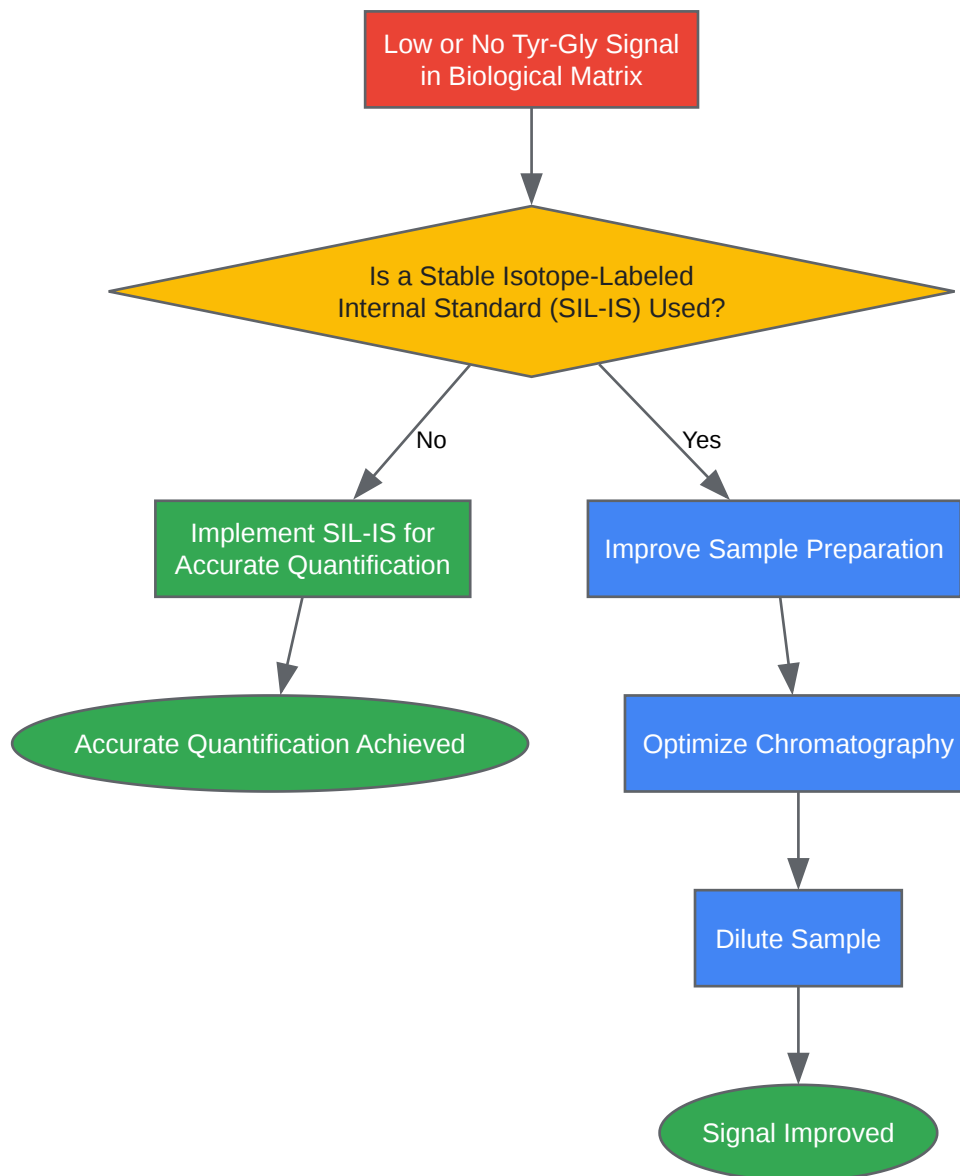 Low or No Tyr-Gly Signal
in Biological Matrix
Is a Stable Isotope-Labeled
Internal Standard (SIL-IS) Used?
No
Yes
Implement SIL-IS for
Accurate Quantification
Improve Sample Preparation
Accurate Quantification Achieved
Optimize Chromatography
Dilute Sample
Signal Improved